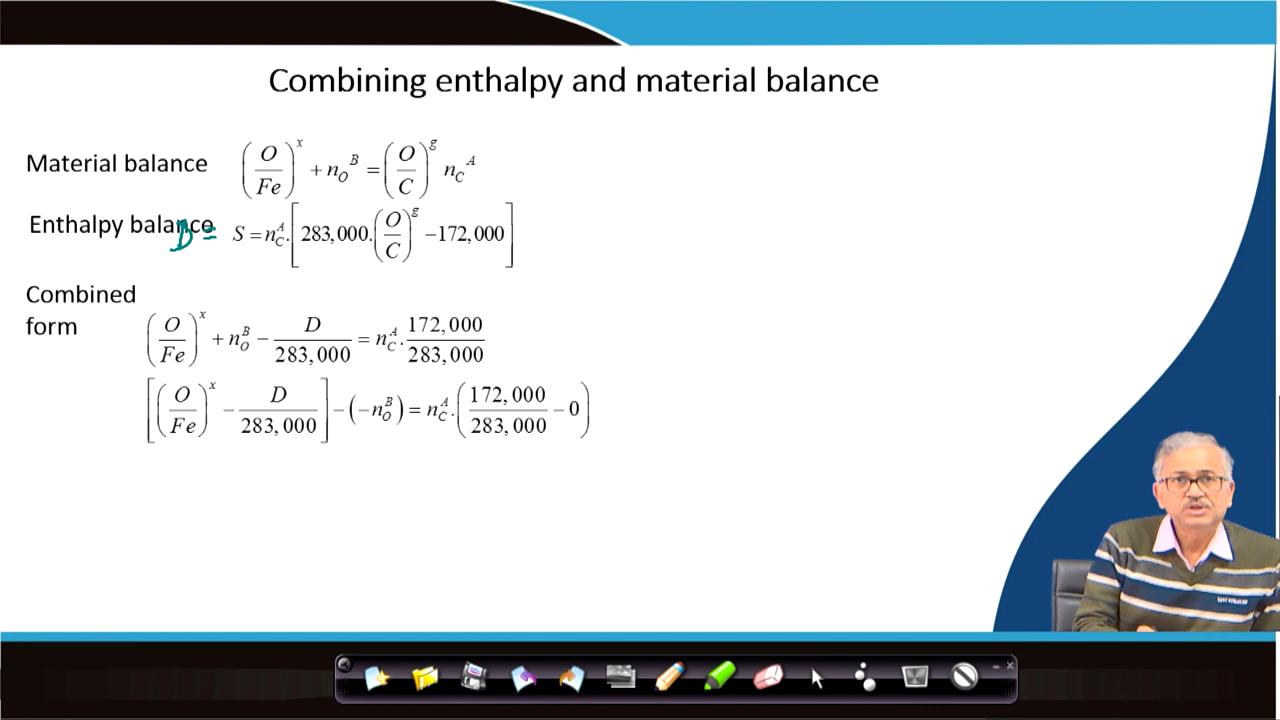 Combining enthalpy and material balance
Material balance (O/Fe)^x + n_O^B = (O/C)^g n_C^A
Enthalpy balance D = S = n_C^A.[283,000.(O/C)^g − 172,000]
Combined
form
(O/Fe)^x + n_O^B − D/283,000 = n_C^A.172,000/283,000
[(O/Fe)^x − D/283,000] − (−n_O^B) = n_C^A.(172,000/283,000 − 0)